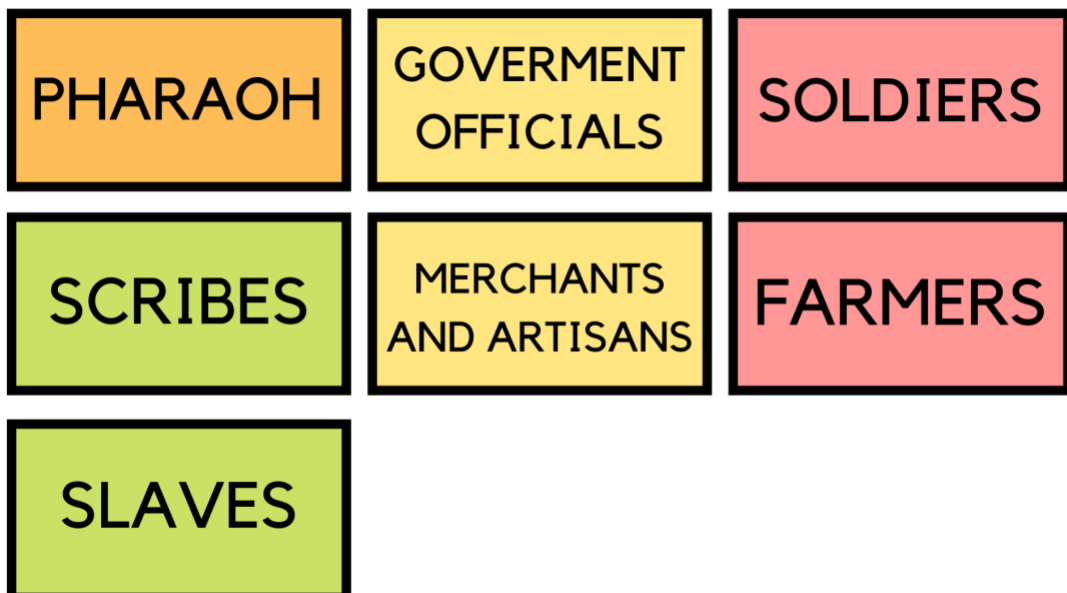 PHARAOH
GOVERMENT
OFFICIALS
SOLDIERS
SCRIBES
MERCHANTS
AND ARTISANS
FARMERS
SLAVES